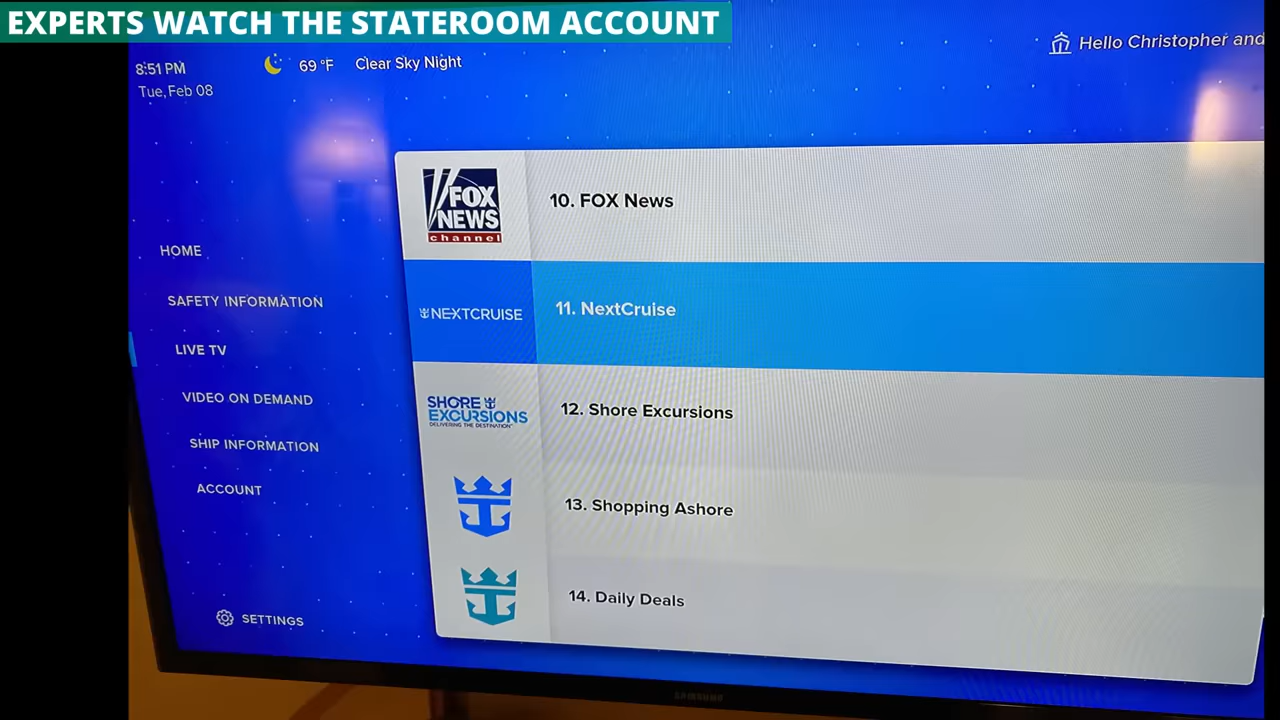 EXPERTS WATCH THE STATEROOM ACCOUNT
8:51 PM
69 °F Clear Sky Night
Tue, Feb 08
Hello Christopher and
HOME
SAFETY INFORMATION
LIVE TV
VIDEO ON DEMAND
SHIP INFORMATION
ACCOUNT
SETTINGS
FOX
NEWS
channel
10. FOX News
NEXTCRUISE
11. NextCruise
SHORE
EXCURSIONS
DELIVERING THE DESTINATION
12. Shore Excursions
13. Shopping Ashore
14. Daily Deals
SAMSUNG